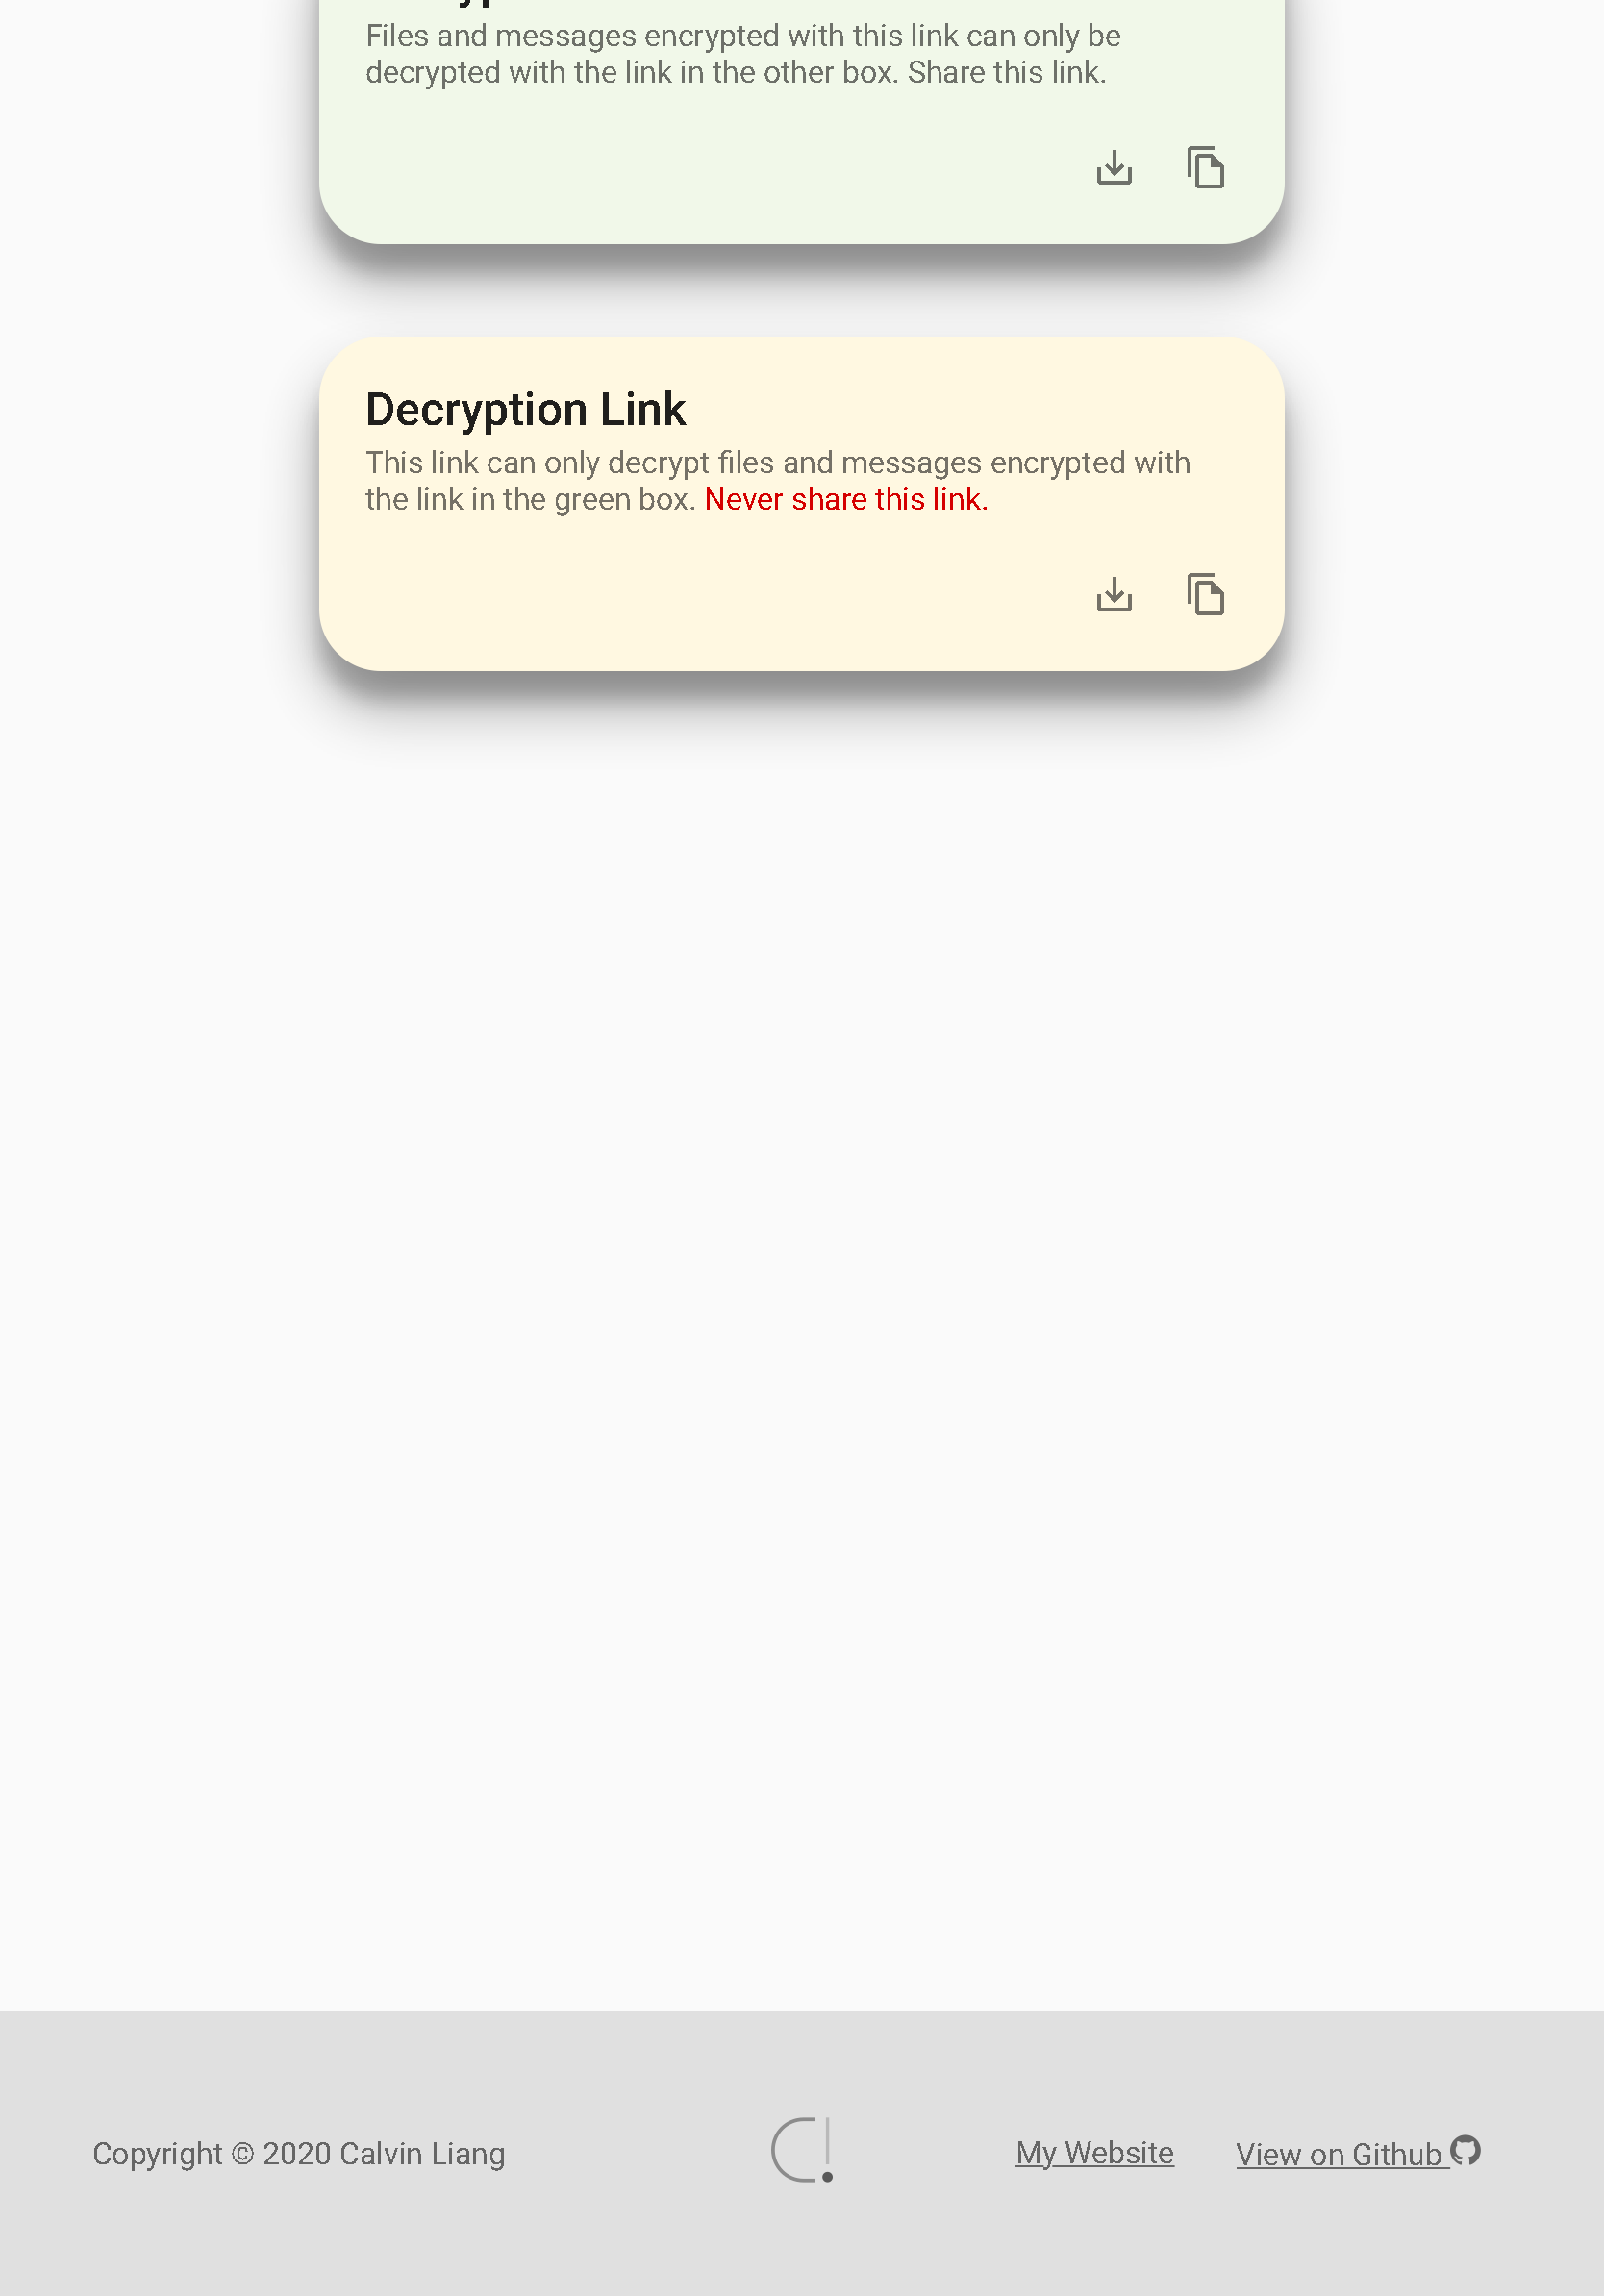 Files and messages encrypted with this link can only be
decrypted with the link in the other box. Share this link.
Decryption Link
This link can only decrypt files and messages encrypted with
the link in the green box. Never share this link.
Copyright © 2020 Calvin Liang
My Website
View on Github